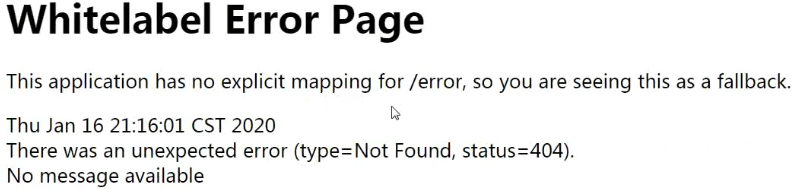 Whitelabel Error Page
This application has no explicit mapping for /error, so you are seeing this as a fallback.
Thu Jan 16 21:16:01 CST 2020
There was an unexpected error (type=Not Found, status=404).
No message available